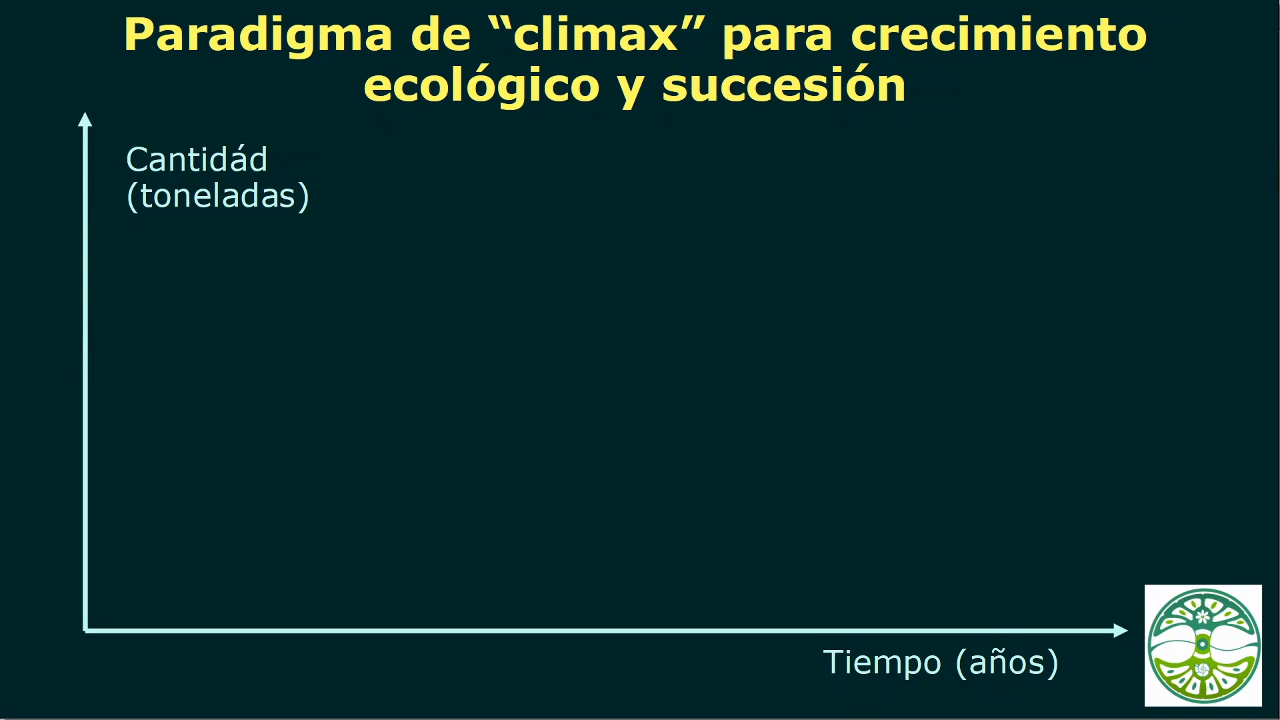 Paradigma de “climax” para crecimiento
ecológico y succesión
Cantidád
(toneladas)
Tiempo (años)